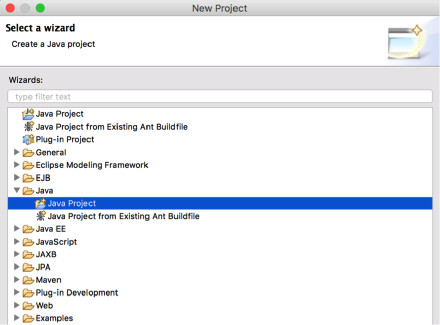 New Project
Select a wizard
Create a Java project
Wizards:
type filter text
Java Project
Java Project from Existing Ant Buildfile
Plug-in Project
General
Eclipse Modeling Framework
EJB
Java
Java Project
Java Project from Existing Ant Buildfile
Java EE
JavaScript
JAXB
JPA
Maven
Plug-in Development
Web
Examples